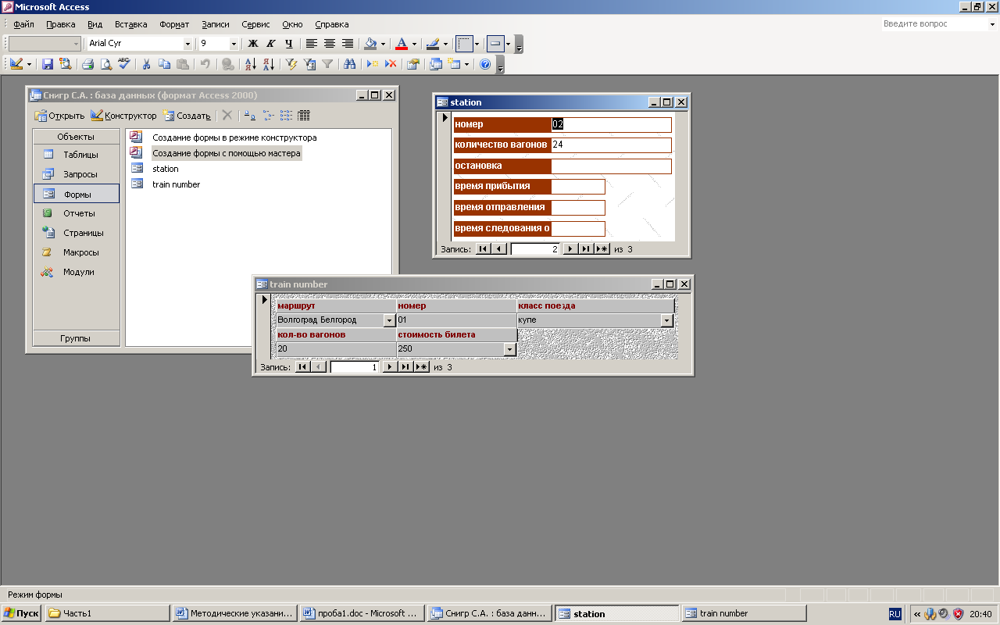 Microsoft Access
Файл Правка Вид Вставка Формат Записи Сервис Окно Справка Введите вопрос
Arial Cyr 9 Ж К Ч
Снигр С.А. : база данных (формат Access 2000)
Открыть Конструктор Создать
Объекты
Таблицы
Запросы
Формы
Отчеты
Страницы
Макросы
Модули
Группы
Создание формы в режиме конструктора
Создание формы с помощью мастера
station
train number
station
номер 02
количество вагонов 24
остановка
время прибытия
время отправления
время следования о
Запись: 2 из 3
train number
маршрут номер класс поезда
Волгоград Белгород 01 купе
кол-во вагонов стоимость билета
20 250
Запись: 1 из 3
Режим формы
Пуск Часть1 Методические указани... проба1.doc - Microsoft ... Снигр С.А. : база данн... station train number RU « 20:40